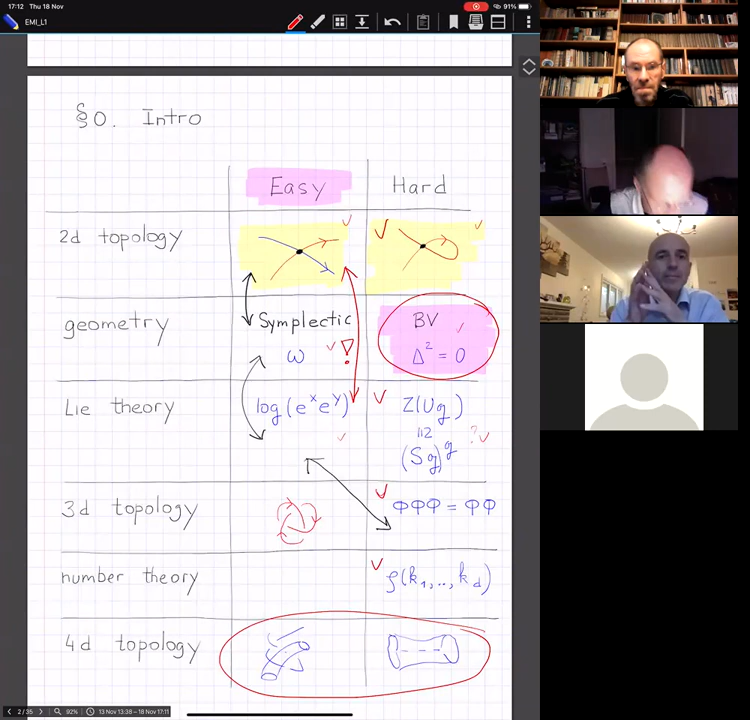 17:12 Thu 18 Nov
91%
EMI_L1
§0. Intro
Easy Hard
2d topology
geometry Symplectic BV
ω ! Δ² = 0
Lie theory log(eˣeʸ) Z(Ug)
(Sg)ᵍ ?
3d topology ΦΦΦ = ΦΦ
number theory ζ(k₁,..,k_d)
4d topology
2/35 92% 13 Nov 13:38 – 18 Nov 17:11